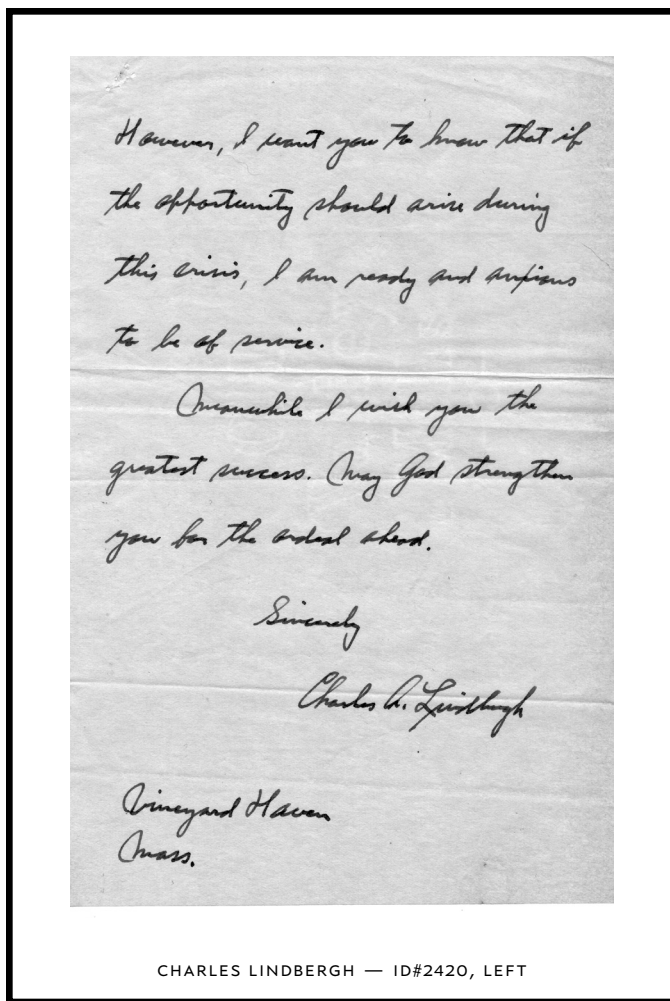 However, I want you to know that if
the opportunity should arise during
this crisis, I am ready and anxious
to be of service.
Meanwhile I wish you the
greatest success. May God strengthen
you for the ordeal ahead.
Sincerely
Charles A. Lindbergh
Vineyard Haven
Mass.
CHARLES LINDBERGH — ID#2420, LEFT